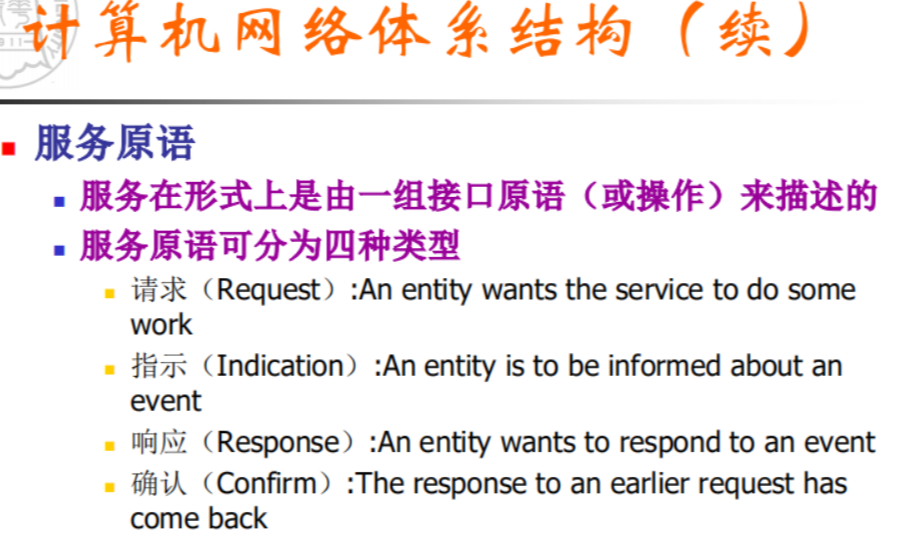 计算机网络体系结构（续）
服务原语
服务在形式上是由一组接口原语（或操作）来描述的
服务原语可分为四种类型
请求（Request）:An entity wants the service to do some
work
指示（Indication）:An entity is to be informed about an
event
响应（Response）:An entity wants to respond to an event
确认（Confirm）:The response to an earlier request has
come back